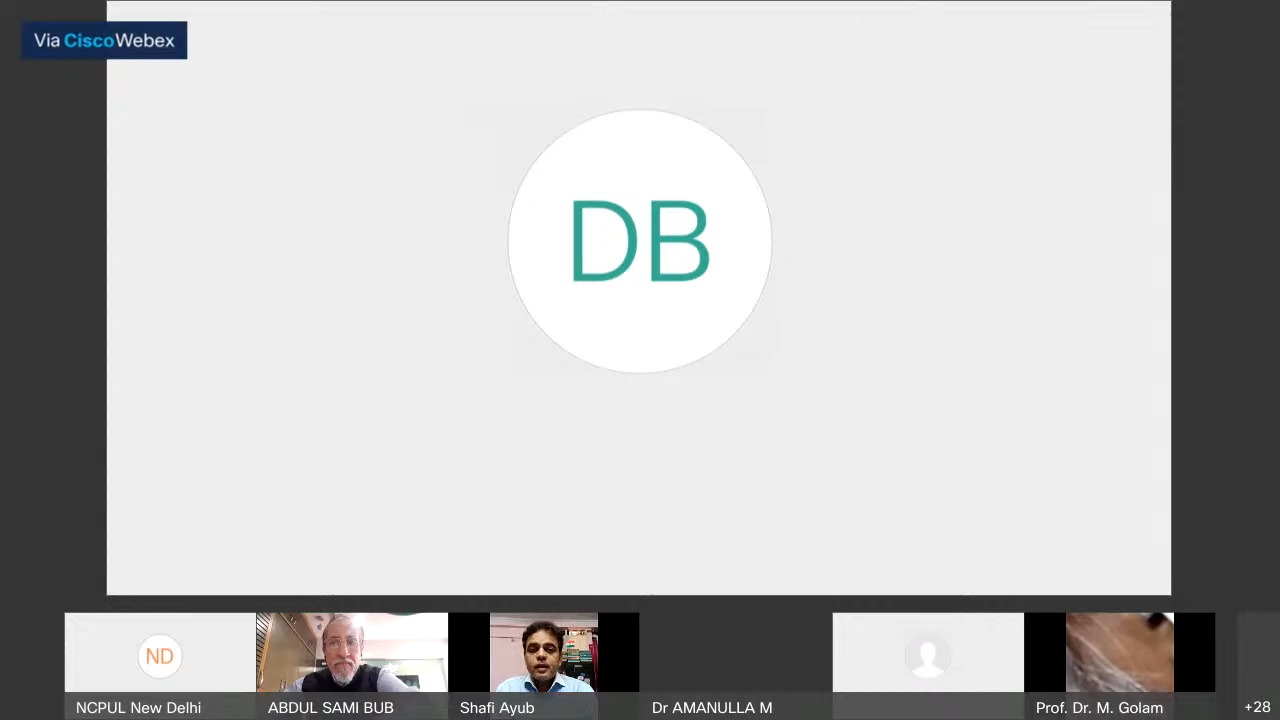 Via CiscoWebex
DB
ND
NCPUL New Delhi
ABDUL SAMI BUB
Shafi Ayub
Dr AMANULLA M
Prof. Dr. M. Golam
+28